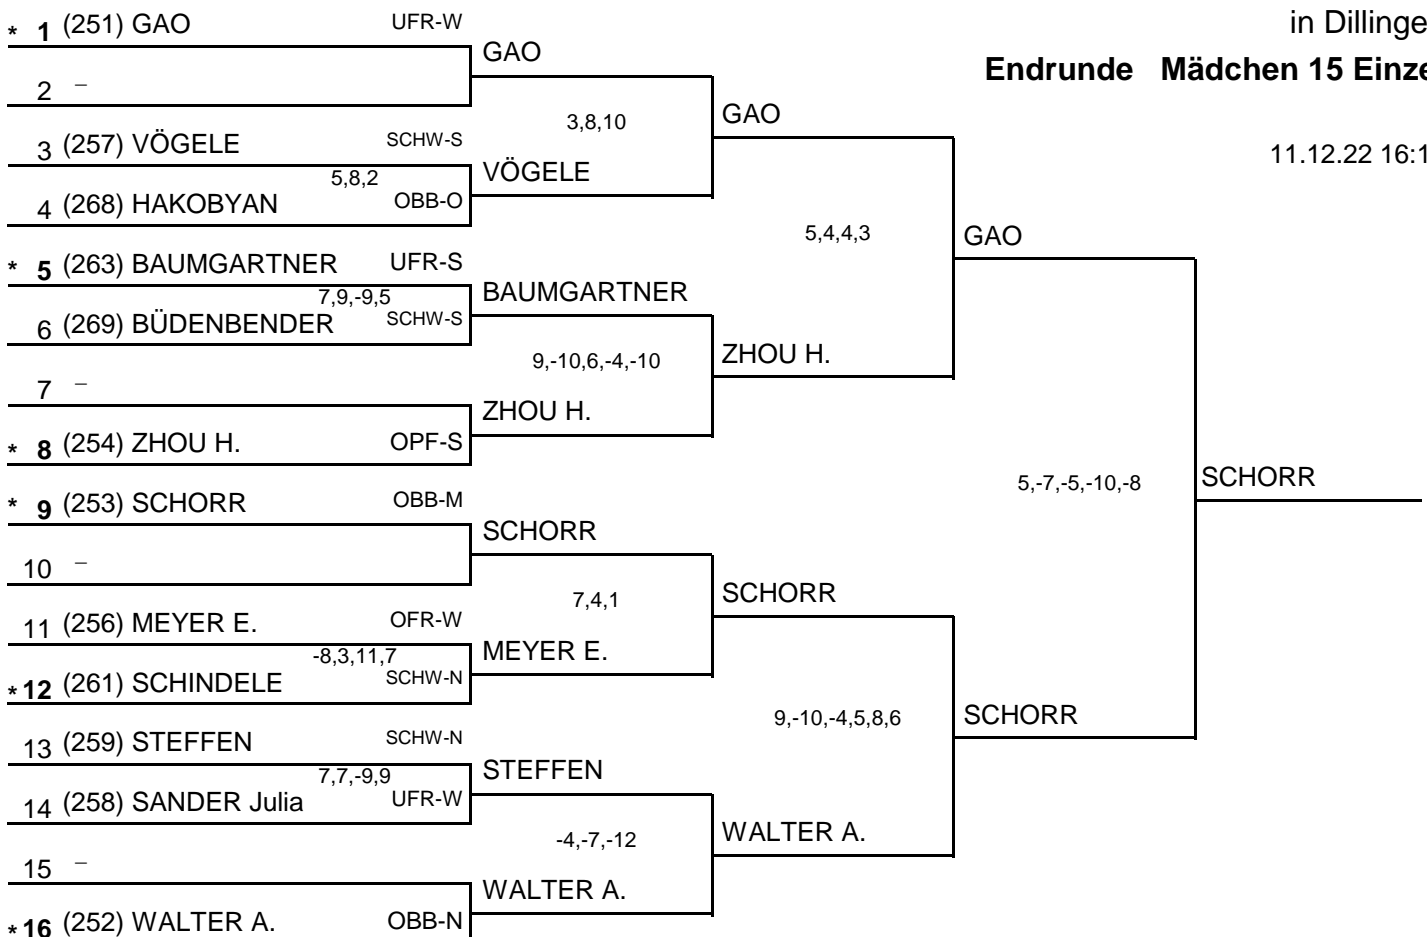 * 1 (251) GAO UFR-W
in Dillinge
GAO
Endrunde Mädchen 15 Einze
2 –
3,8,10
GAO
3 (257) VÖGELE SCHW-S
11.12.22 16:1
5,8,2
VÖGELE
4 (268) HAKOBYAN OBB-O
5,4,4,3
GAO
* 5 (263) BAUMGARTNER UFR-S
7,9,-9,5
BAUMGARTNER
6 (269) BÜDENBENDER SCHW-S
9,-10,6,-4,-10
ZHOU H.
7 –
ZHOU H.
* 8 (254) ZHOU H. OPF-S
5,-7,-5,-10,-8
SCHORR
* 9 (253) SCHORR OBB-M
SCHORR
10 –
7,4,1
SCHORR
11 (256) MEYER E. OFR-W
-8,3,11,7
MEYER E.
* 12 (261) SCHINDELE SCHW-N
9,-10,-4,5,8,6
SCHORR
13 (259) STEFFEN SCHW-N
7,7,-9,9
STEFFEN
14 (258) SANDER Julia UFR-W
-4,-7,-12
WALTER A.
15 –
WALTER A.
* 16 (252) WALTER A. OBB-N